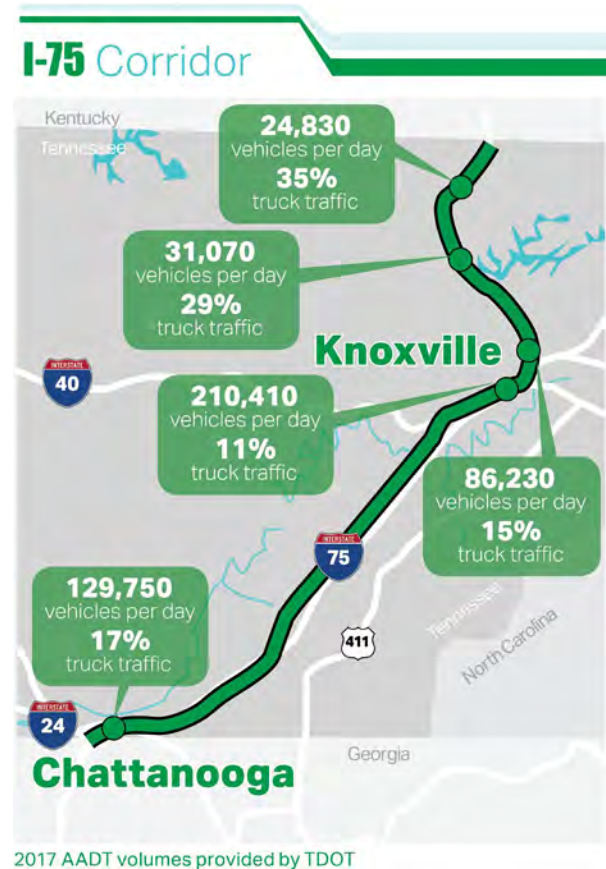 I-75 Corridor
Kentucky
Tennessee
24,830
vehicles per day
35%
truck traffic
31,070
vehicles per day
29%
truck traffic
Knoxville
INTERSTATE
40
210,410
vehicles per day
11%
truck traffic
86,230
vehicles per day
15%
truck traffic
INTERSTATE
75
129,750
vehicles per day
17%
truck traffic
411
Tennessee
North Carolina
INTERSTATE
24
Georgia
Chattanooga
2017 AADT volumes provided by TDOT